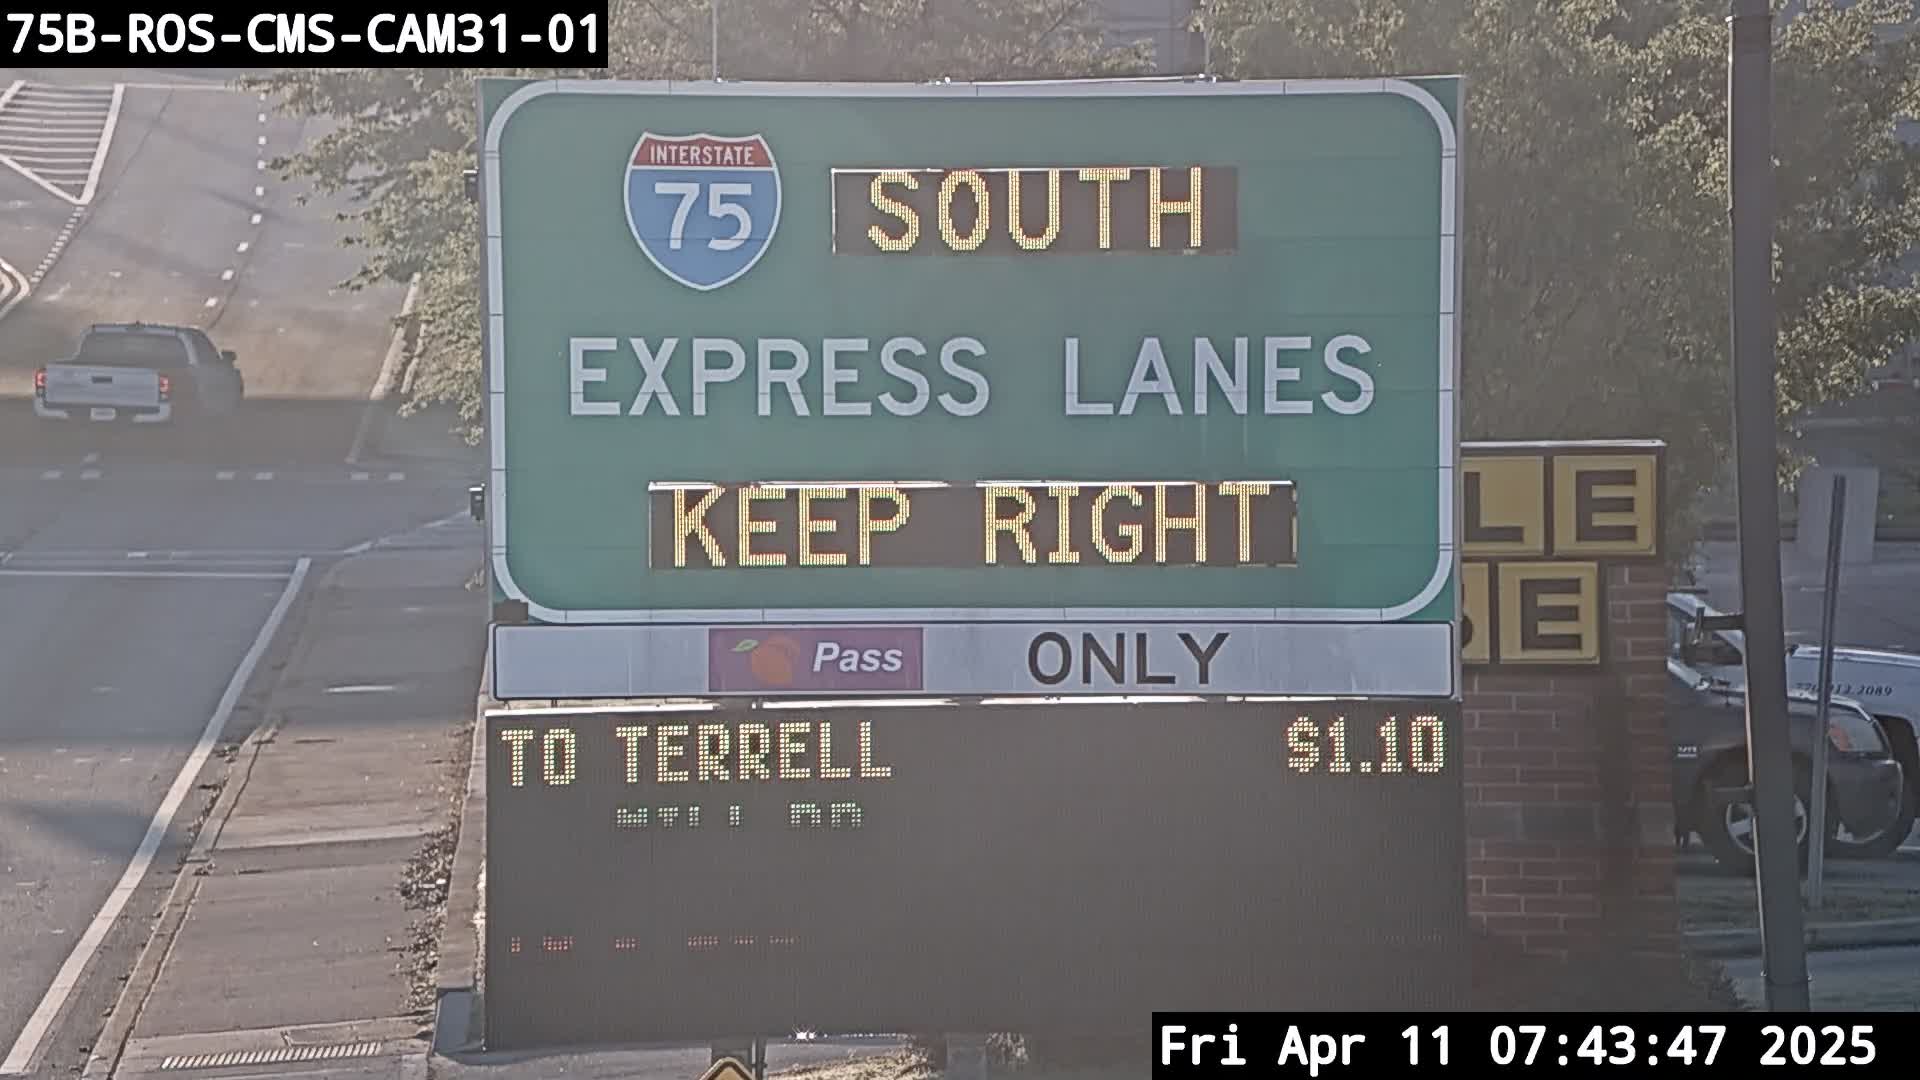 75B-ROS-CMS-CAM31-01
INTERSTATE
75
SOUTH
EXPRESS LANES
KEEP RIGHT
Pass ONLY
TO TERRELL $1.10
LE
E
Fri Apr 11 07:43:47 2025